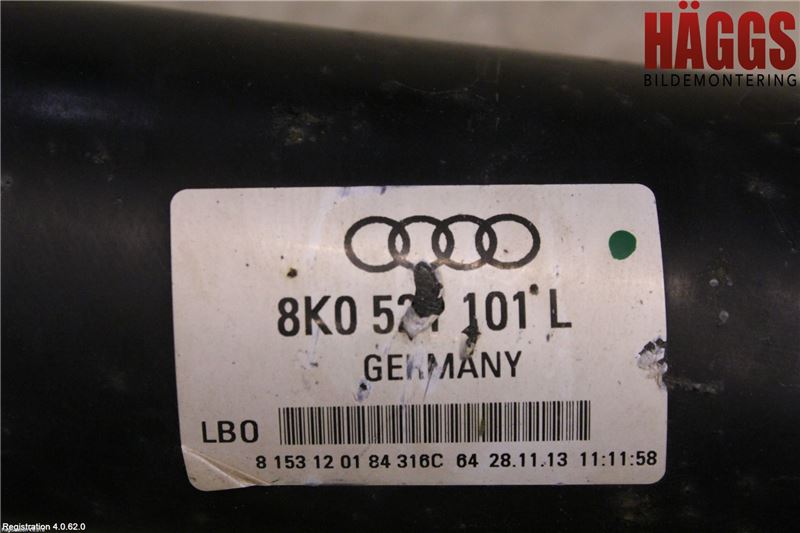 HÄGGS
BILDEMONTERING
8K0 521 101 L
GERMANY
LBO
8 153 12 01 84 316C 64 28.11.13 11:11:58
Registration 4.0.62.0